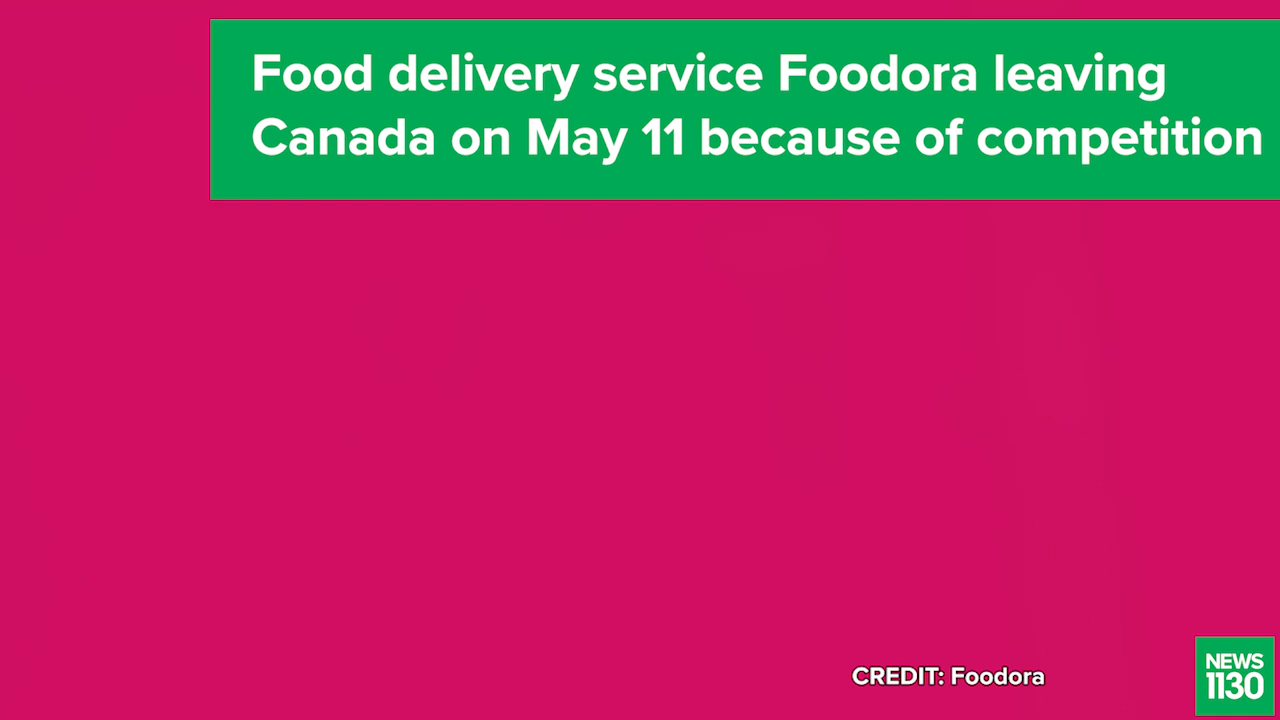 Food delivery service Foodora leaving
Canada on May 11 because of competition
CREDIT: Foodora
NEWS
1130